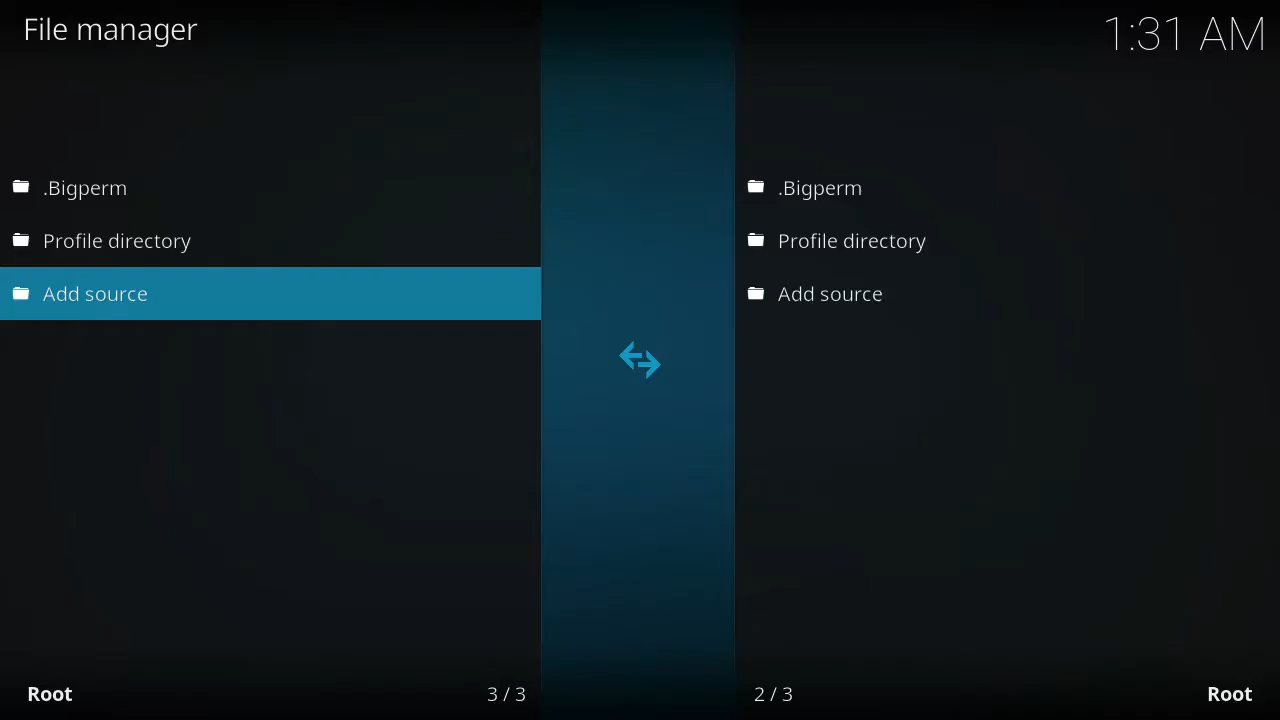 File manager
1:31 AM
.Bigperm
Profile directory
Add source
.Bigperm
Profile directory
Add source
Root
3 / 3
2 / 3
Root